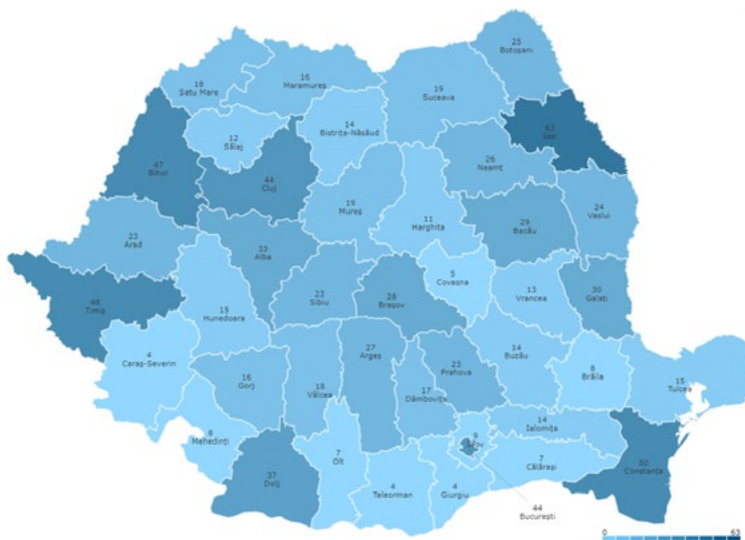 25
Botoșani
18
Satu Mare
16
Maramureș
19
Suceava
63
Iași
14
Bistrița-Năsăud
12
Sălaj
47
Bihor
44
Cluj
26
Neamț
19
Mureș
11
Harghita
29
Bacău
24
Vaslui
23
Arad
33
Alba
5
Covasna
13
Vrancea
30
Galați
23
Sibiu
28
Brașov
Timiș
15
Hunedoara
4
Caraș-Severin
27
Argeș
14
Buzău
8
Brăila
15
Tulcea
16
Gorj
18
Vâlcea
17
Dâmbovița
23
Prahova
14
Ialomița
8
Mehedinți
9
Ilfov
7
Olt
7
Călărași
50
Constanța
37
Dolj
4
Teleorman
4
Giurgiu
44
București
0
63